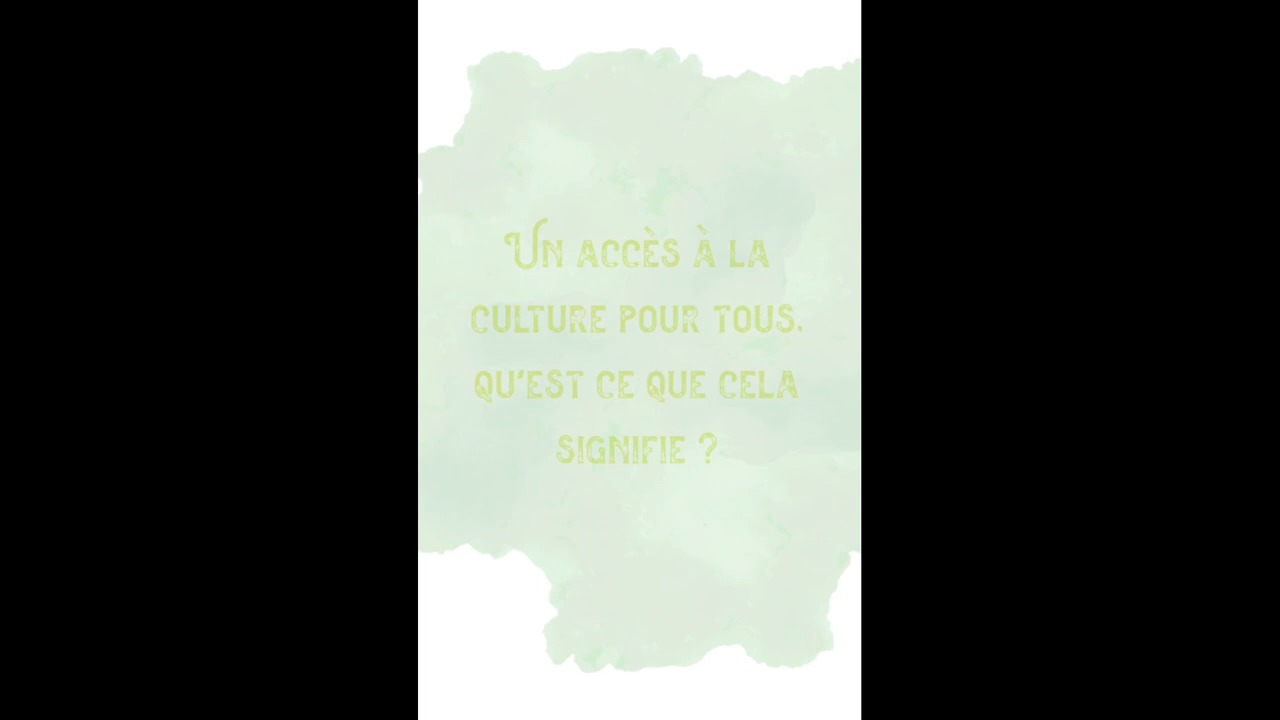 Un accès à la
culture pour tous.
qu'est ce que cela
signifie ?